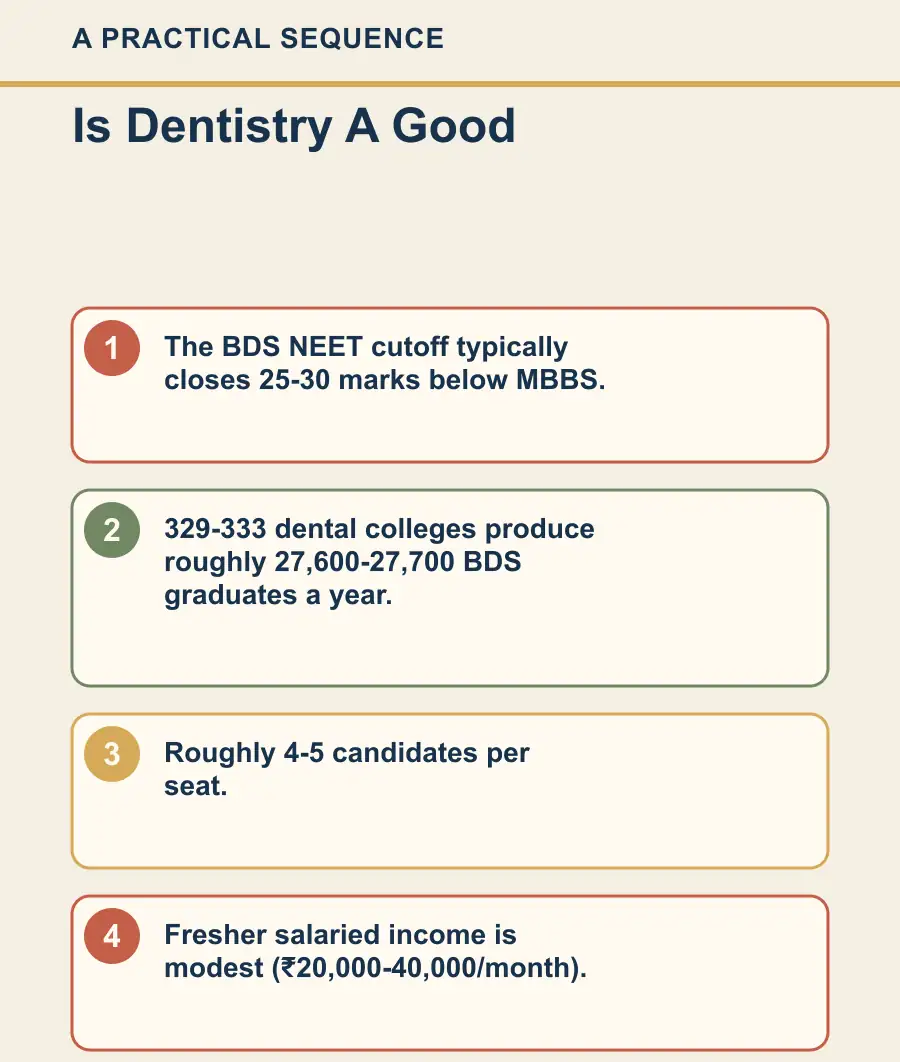 A PRACTICAL SEQUENCE
Is Dentistry A Good
1
The BDS NEET cutoff typically
closes 25-30 marks below MBBS.
2
329-333 dental colleges produce
roughly 27,600-27,700 BDS
graduates a year.
3
Roughly 4-5 candidates per
seat.
4
Fresher salaried income is
modest (₹20,000-40,000/month).